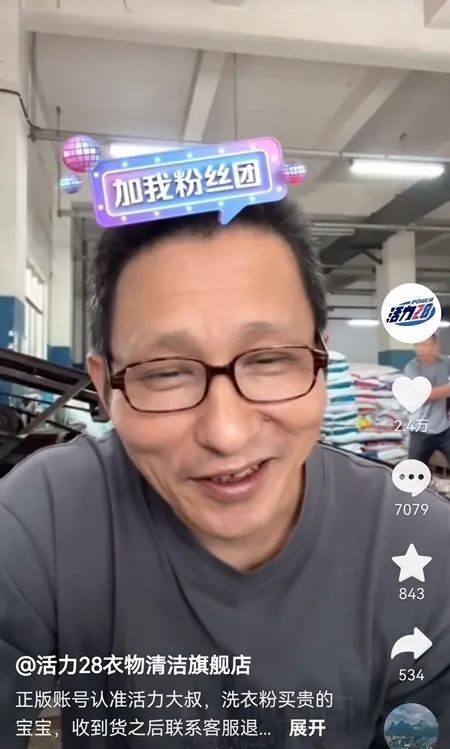 加我粉丝团
POWER
活力28
2.4万
7079
843
534
@活力28衣物清洁旗舰店
正版账号认准活力大叔，洗衣粉买贵的
宝宝，收到货之后联系客服退... 展开